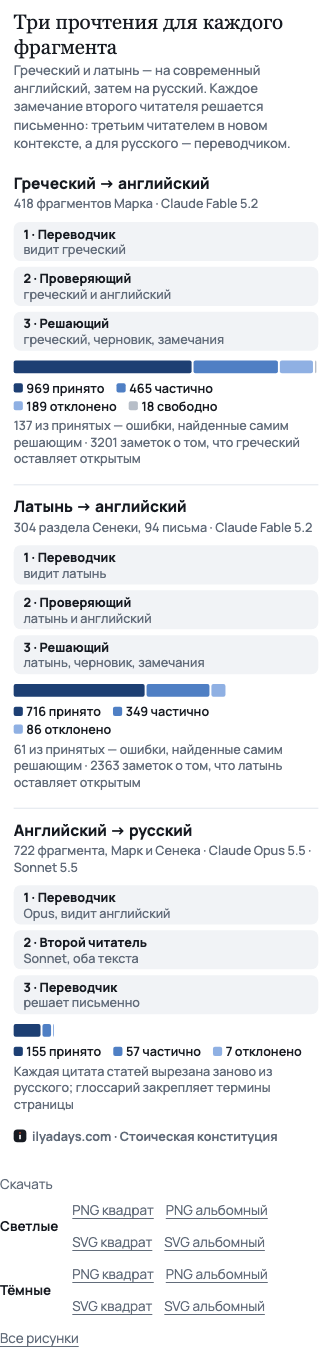 Три прочтения для каждого
фрагмента
Греческий и латынь — на современный
английский, затем на русский. Каждое
замечание второго читателя решается
письменно: третьим читателем в новом
контексте, а для русского — переводчиком.
Греческий → английский
418 фрагментов Марка · Claude Fable 5.2
1 · Переводчик
видит греческий
2 · Проверяющий
греческий и английский
3 · Решающий
греческий, черновик, замечания
969 принято 465 частично
189 отклонено 18 свободно
137 из принятых — ошибки, найденные самим
решающим · 3201 заметок о том, что греческий
оставляет открытым
Латынь → английский
304 раздела Сенеки, 94 письма · Claude Fable 5.2
1 · Переводчик
видит латынь
2 · Проверяющий
латынь и английский
3 · Решающий
латынь, черновик, замечания
716 принято 349 частично
86 отклонено
61 из принятых — ошибки, найденные самим
решающим · 2363 заметок о том, что латынь
оставляет открытым
Английский → русский
722 фрагмента, Марк и Сенека · Claude Opus 5.5 ·
Sonnet 5.5
1 · Переводчик
Opus, видит английский
2 · Второй читатель
Sonnet, оба текста
3 · Переводчик
решает письменно
155 принято 57 частично 7 отклонено
Каждая цитата статей вырезана заново из
русского; глоссарий закрепляет термины
страницы
ilyadays.com · Стоическая конституция
Скачать
Светлые
PNG квадрат PNG альбомный
SVG квадрат SVG альбомный
Тёмные
PNG квадрат PNG альбомный
SVG квадрат SVG альбомный
Все рисунки